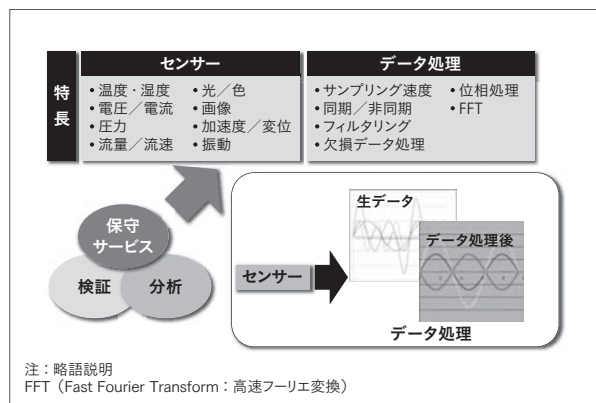 特長
センサー
・温度・湿度
・電圧／電流
・圧力
・流量／流速
・光／色
・画像
・加速度／変位
・振動
データ処理
・サンプリング速度
・同期／非同期
・フィルタリング
・欠損データ処理
・位相処理
・FFT
保守
サービス
検証
分析
センサー
生データ
データ処理後
データ処理
注：略語説明
FFT（Fast Fourier Transform：高速フーリエ変換）